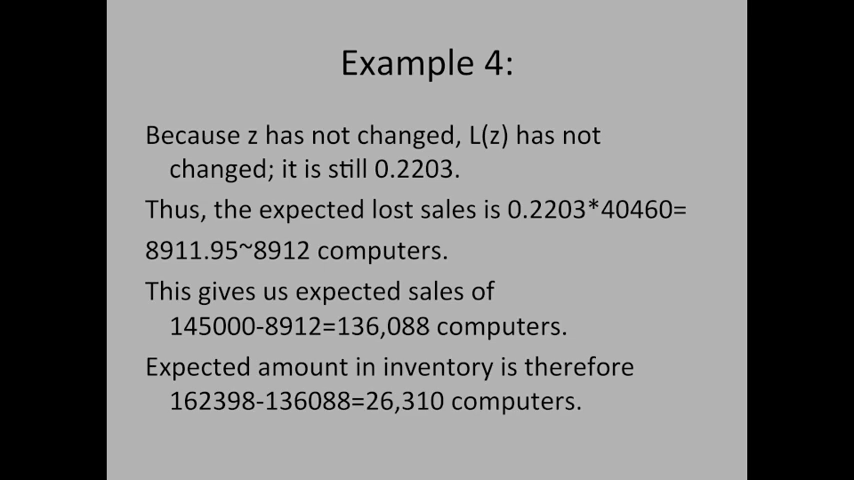 Example 4:
Because z has not changed, L(z) has not
changed; it is still 0.2203.
Thus, the expected lost sales is 0.2203*40460=
8911.95~8912 computers.
This gives us expected sales of
145000-8912=136,088 computers.
Expected amount in inventory is therefore
162398-136088=26,310 computers.